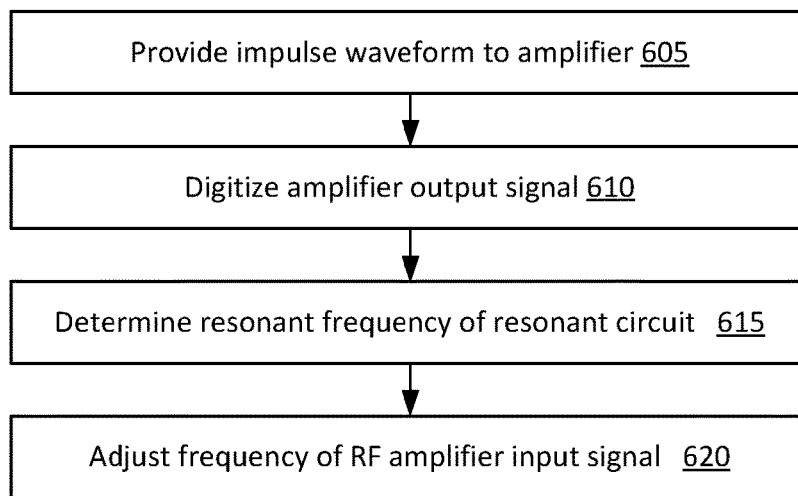 Provide impulse waveform to amplifier 605
Digitize amplifier output signal 610
Determine resonant frequency of resonant circuit 615
Adjust frequency of RF amplifier input signal 620